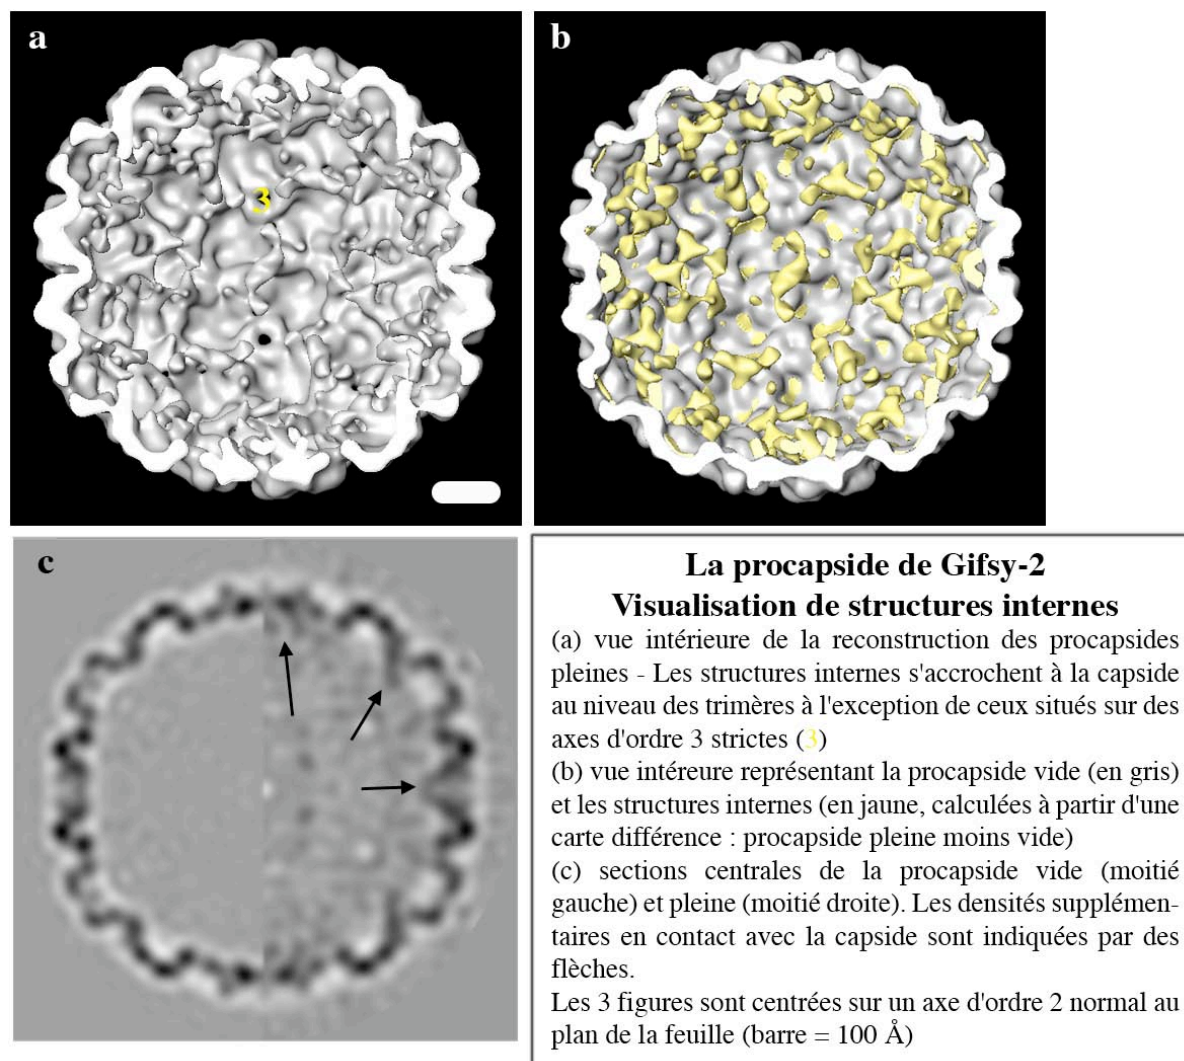 a
b
3
c
La procapside de Gifsy-2
Visualisation de structures internes
(a) vue intérieure de la reconstruction des procapsides
pleines - Les structures internes s'accrochent à la capside
au niveau des trimères à l'exception de ceux situés sur des
axes d'ordre 3 strictes (3)
(b) vue intéreure représentant la procapside vide (en gris)
et les structures internes (en jaune, calculées à partir d'une
carte différence : procapside pleine moins vide)
(c) sections centrales de la procapside vide (moitié
gauche) et pleine (moitié droite). Les densités supplémen-
taires en contact avec la capside sont indiquées par des
flèches.
Les 3 figures sont centrées sur un axe d'ordre 2 normal au
plan de la feuille (barre = 100 Å)